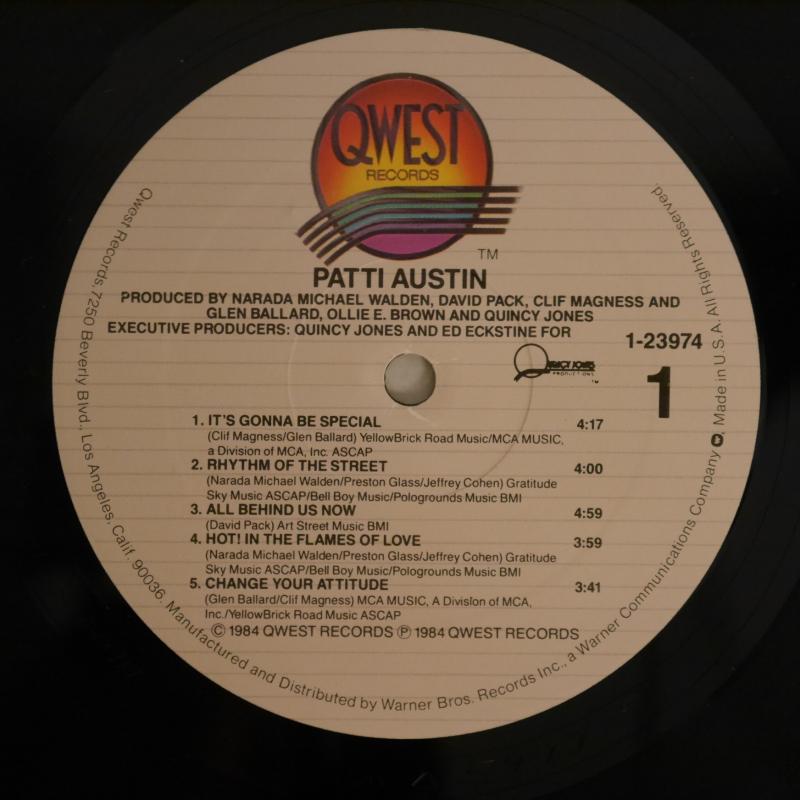 QWEST
RECORDS
TM
PATTI AUSTIN
PRODUCED BY NARADA MICHAEL WALDEN, DAVID PACK, CLIF MAGNESS AND
GLEN BALLARD, OLLIE E. BROWN AND QUINCY JONES
EXECUTIVE PRODUCERS: QUINCY JONES AND ED ECKSTINE FOR
QUINCY JONES
PRODUCTIONS
TM
1-23974
1
1. IT'S GONNA BE SPECIAL 4:17
(Clif Magness/Glen Ballard) YellowBrick Road Music/MCA MUSIC,
a Division of MCA, Inc. ASCAP
2. RHYTHM OF THE STREET 4:00
(Narada Michael Walden/Preston Glass/Jeffrey Cohen) Gratitude
Sky Music ASCAP/Bell Boy Music/Pologrounds Music BMI
3. ALL BEHIND US NOW 4:59
(David Pack) Art Street Music BMI
4. HOT! IN THE FLAMES OF LOVE 3:59
(Narada Michael Walden/Preston Glass/Jeffrey Cohen) Gratitude
Sky Music ASCAP/Bell Boy Music/Pologrounds Music BMI
5. CHANGE YOUR ATTITUDE 3:41
(Glen Ballard/Clif Magness) MCA MUSIC, A Division of MCA,
Inc./YellowBrick Road Music ASCAP
© 1984 QWEST RECORDS ℗ 1984 QWEST RECORDS
Qwest Records, 7250 Beverly Blvd., Los Angeles, Calif. 90036. Manufactured and Distributed by Warner Bros. Records Inc., a Warner Communications Company. Made in U.S.A. All Rights Reserved.